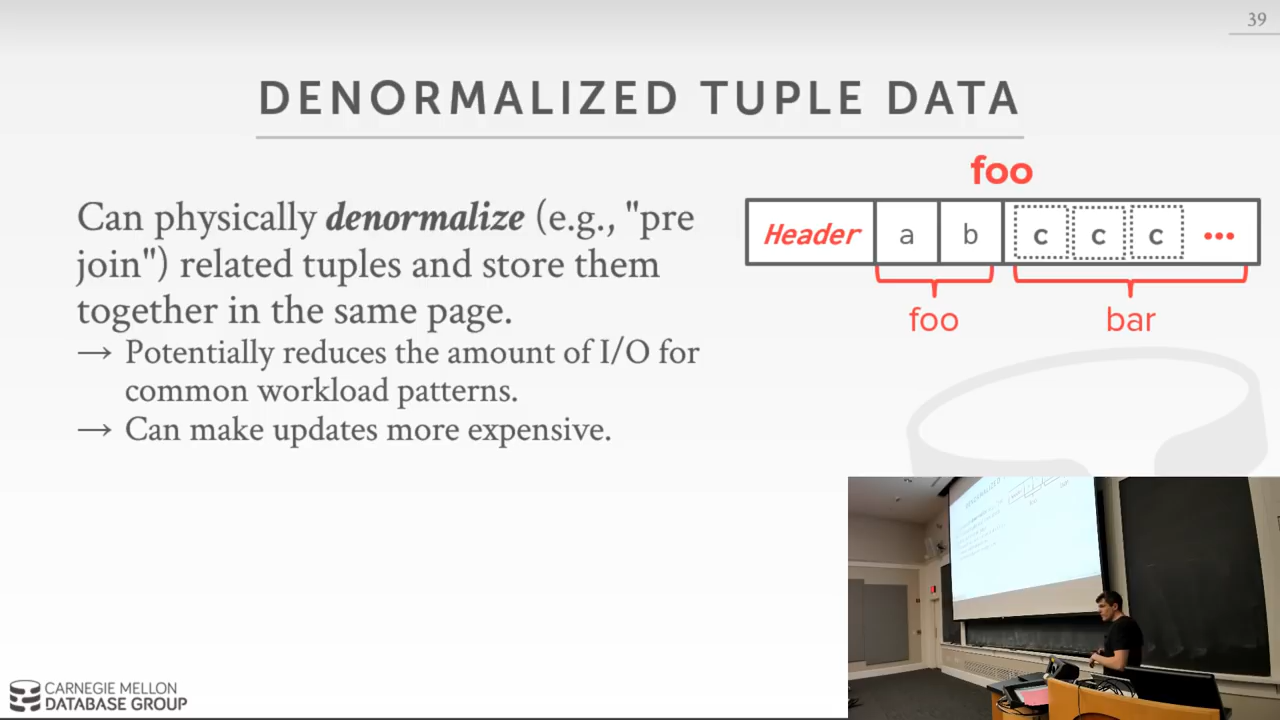 39
DENORMALIZED TUPLE DATA
Can physically denormalize (e.g., "pre
join") related tuples and store them
together in the same page.
→ Potentially reduces the amount of I/O for
common workload patterns.
→ Can make updates more expensive.
foo
Header a b c c c •••
foo bar
CARNEGIE MELLON
DATABASE GROUP